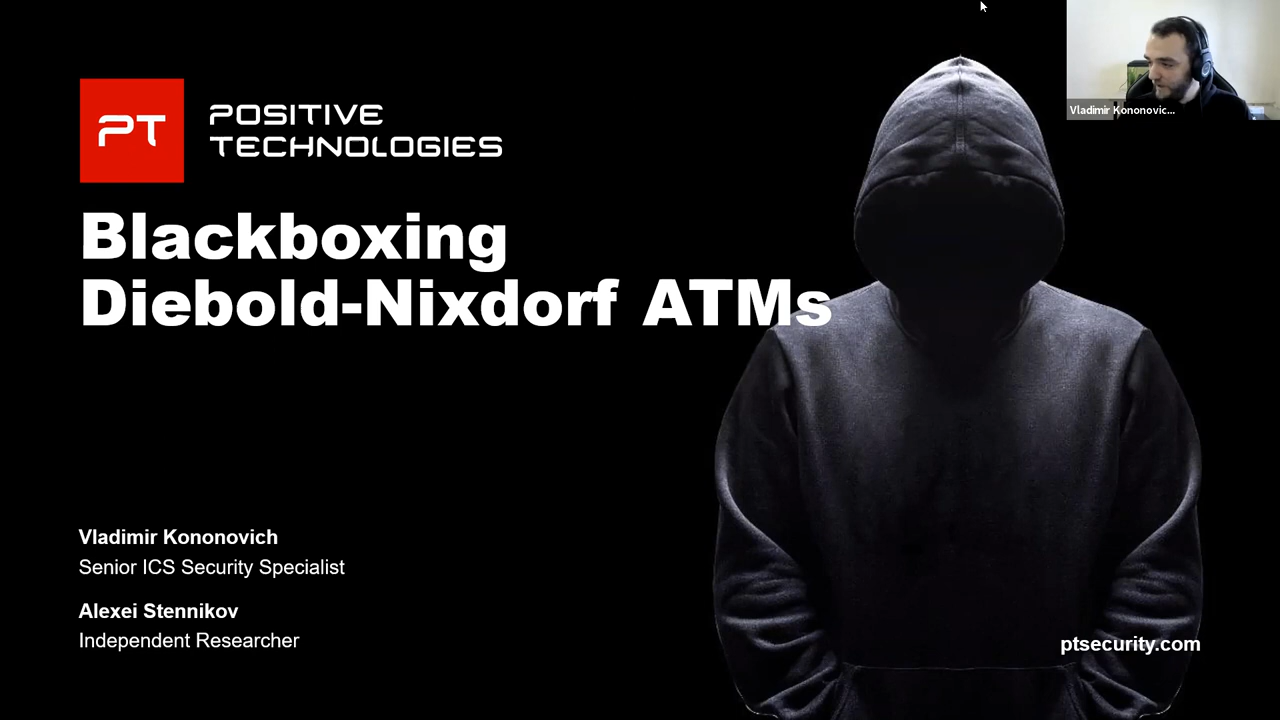 PT
POSITIVE
TECHNOLOGIES
Blackboxing
Diebold-Nixdorf ATMs
Vladimir Kononovich
Senior ICS Security Specialist
Alexei Stennikov
Independent Researcher
ptsecurity.com
Vladimir Kononovic...